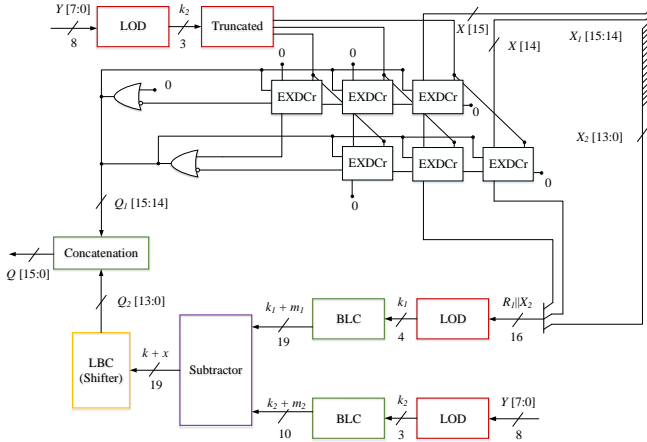 Y [7:0]
8
LOD
k2
3
Truncated
X [15]
X [14]
X1 [15:14]
X2 [13:0]
0
0
0
EXDCr
EXDCr
EXDCr
0
EXDCr
EXDCr
EXDCr
0
0
Q1 [15:14]
Concatenation
Q [15:0]
Q2 [13:0]
LBC
(Shifter)
k + x
19
Subtractor
k1 + m1
19
BLC
k1
4
LOD
R1||X2
16
k2 + m2
10
BLC
k2
3
LOD
Y [7:0]
8